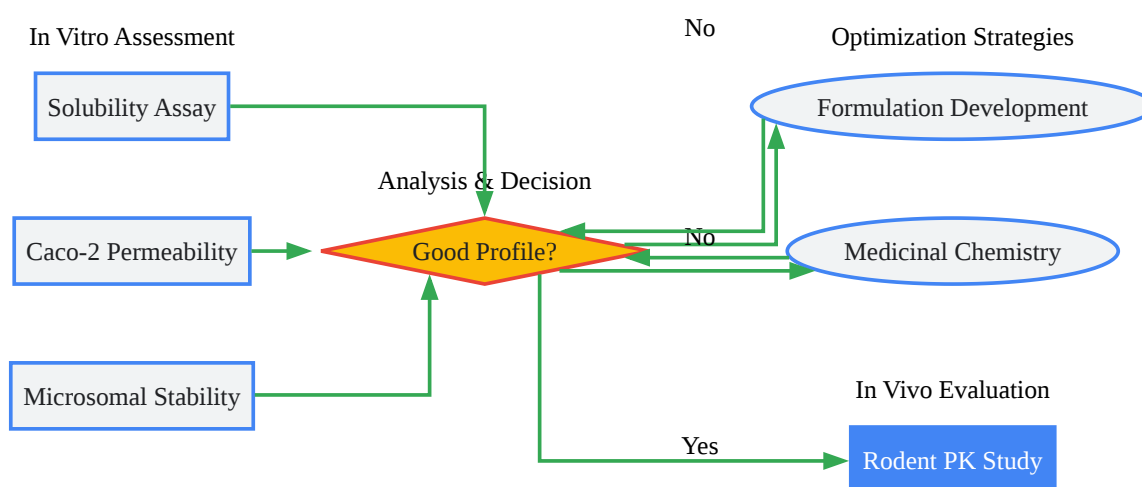 No
In Vitro Assessment
Optimization Strategies
Solubility Assay
Formulation Development
Analysis & Decision
No
Caco-2 Permeability
Good Profile?
Medicinal Chemistry
In Vivo Evaluation
Microsomal Stability
Yes
Rodent PK Study